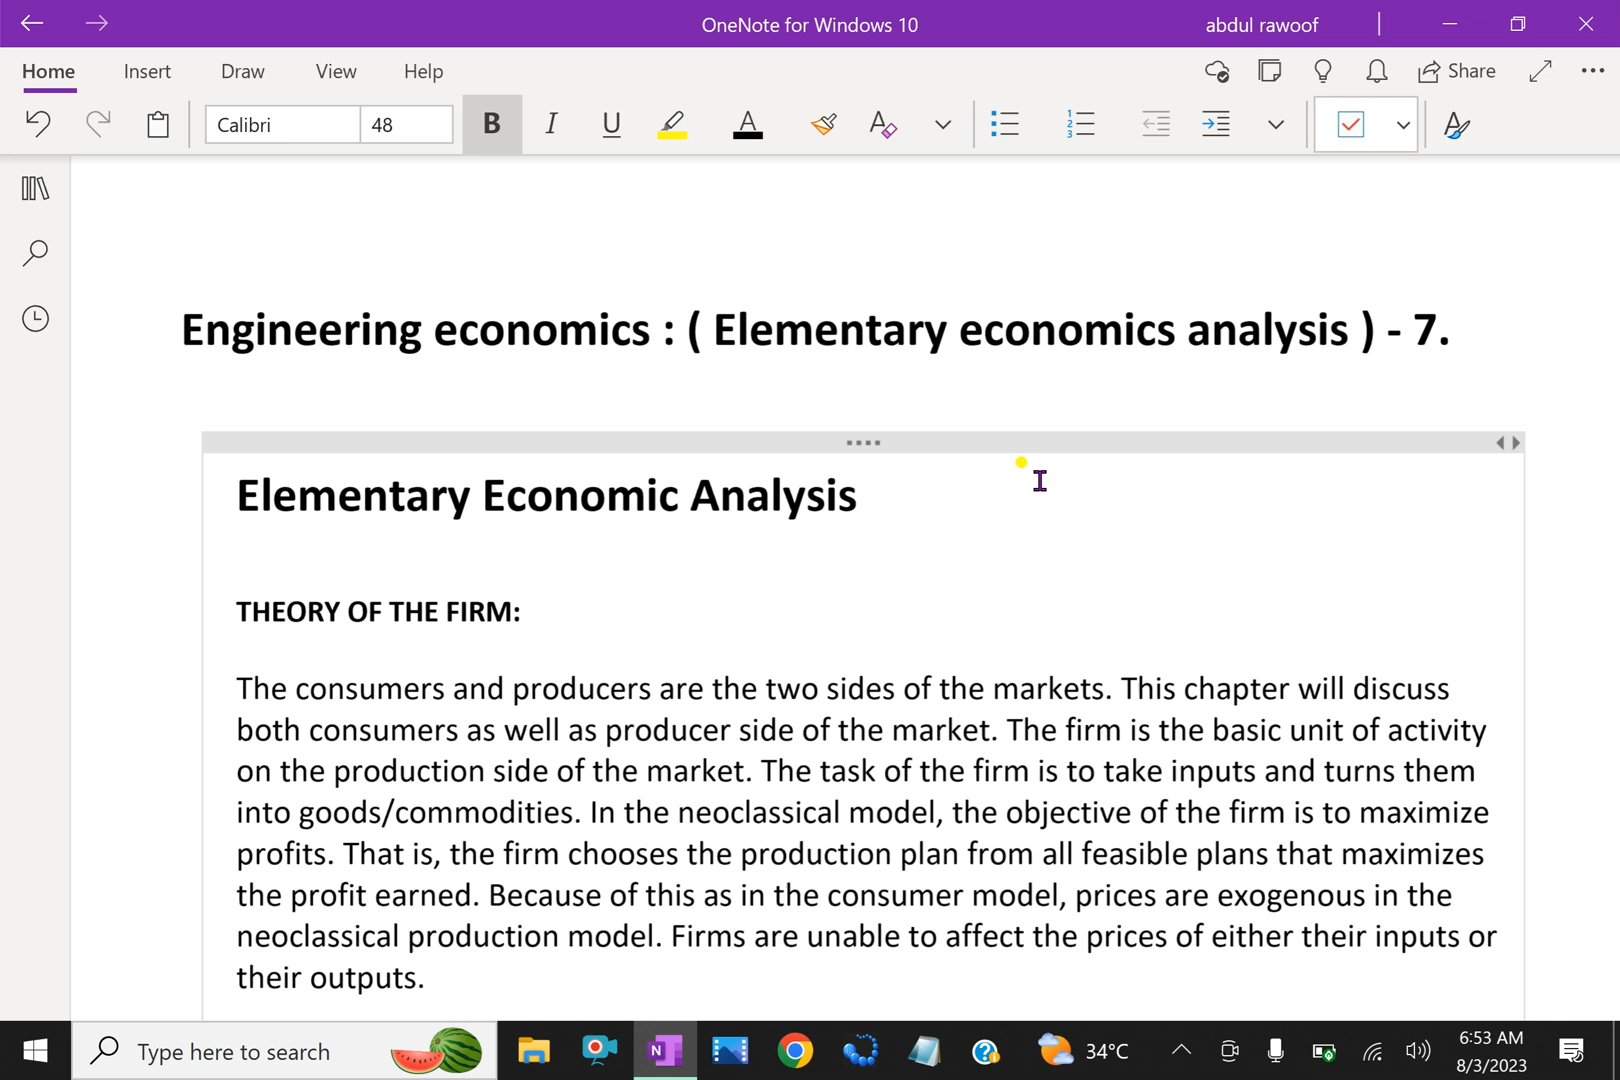 OneNote for Windows 10
abdul rawoof
Home Insert Draw View Help
Share
Calibri 48 B I U A A
Engineering economics : ( Elementary economics analysis ) - 7.
Elementary Economic Analysis
THEORY OF THE FIRM:
The consumers and producers are the two sides of the markets. This chapter will discuss
both consumers as well as producer side of the market. The firm is the basic unit of activity
on the production side of the market. The task of the firm is to take inputs and turns them
into goods/commodities. In the neoclassical model, the objective of the firm is to maximize
profits. That is, the firm chooses the production plan from all feasible plans that maximizes
the profit earned. Because of this as in the consumer model, prices are exogenous in the
neoclassical production model. Firms are unable to affect the prices of either their inputs or
their outputs.
Type here to search
34°C
6:53 AM
8/3/2023